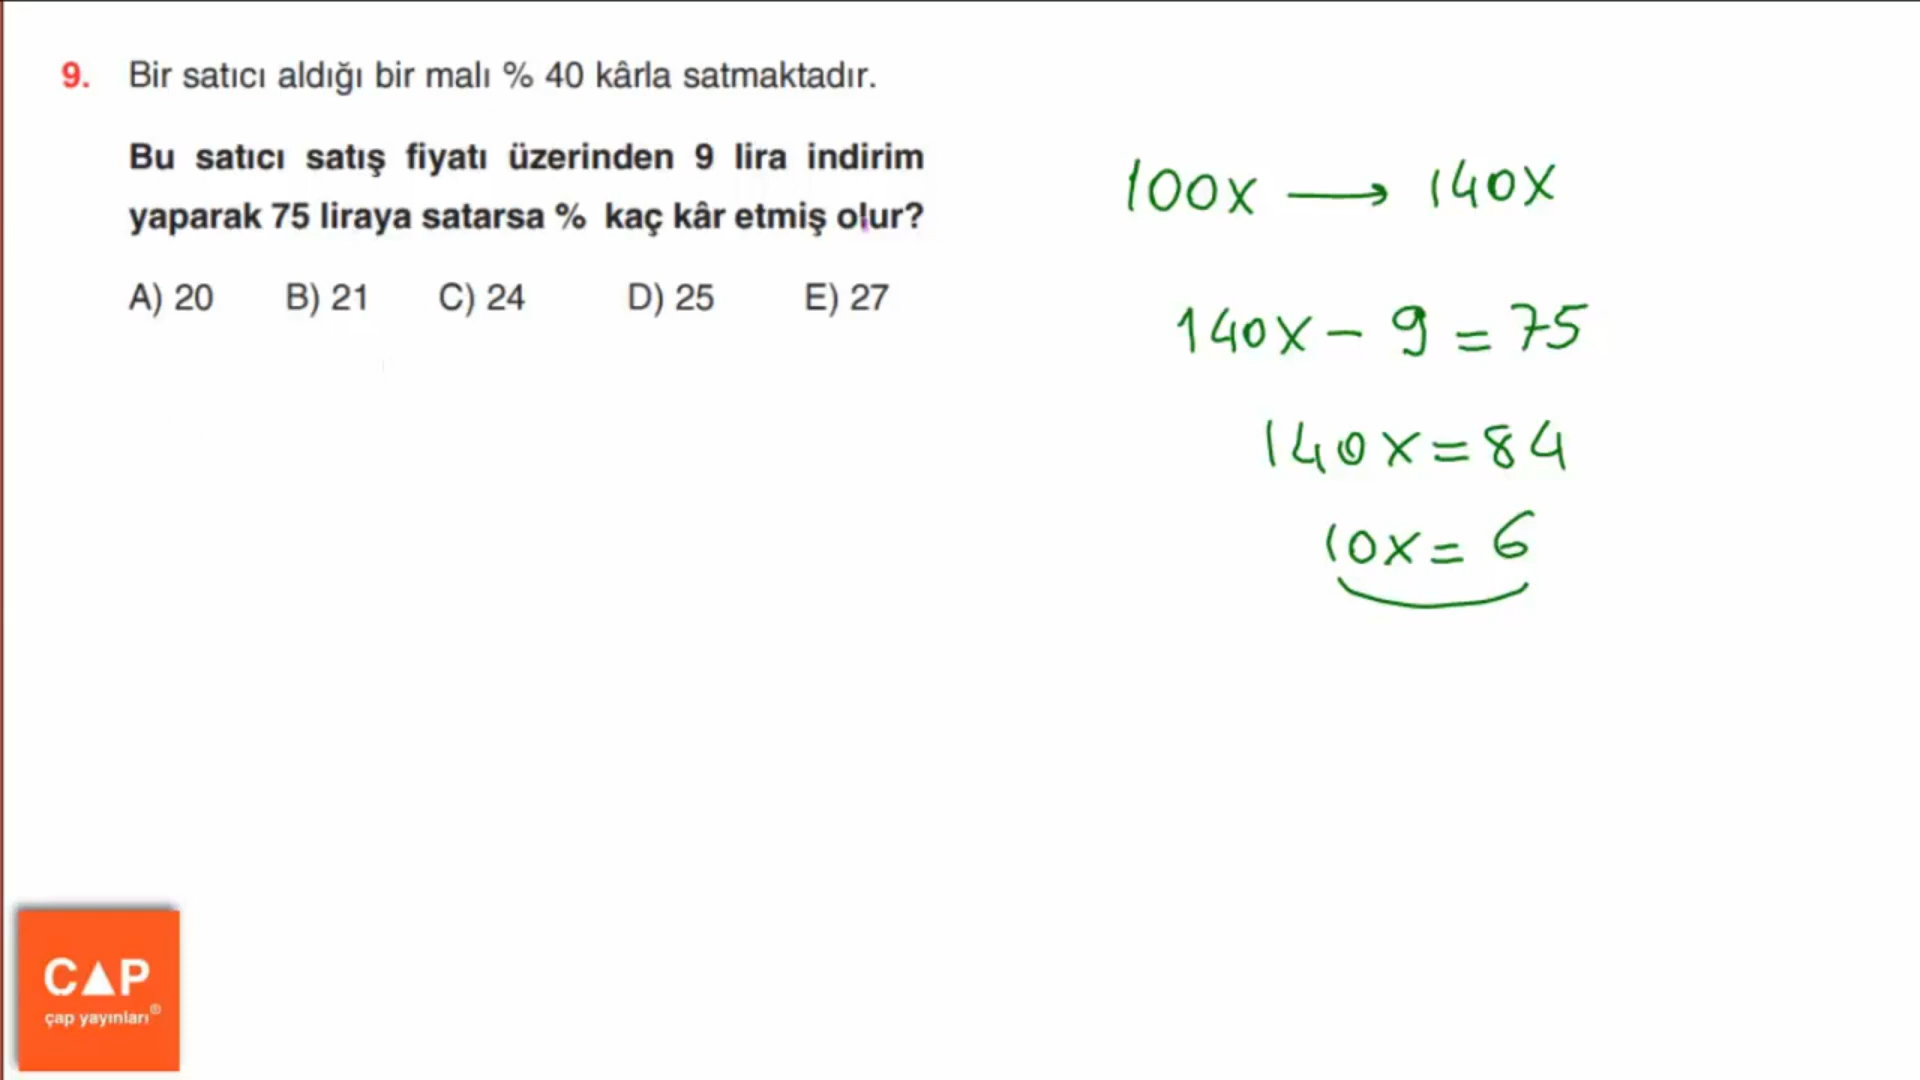 9. Bir satıcı aldığı bir malı % 40 kârla satmaktadır.
Bu satıcı satış fiyatı üzerinden 9 lira indirim
yaparak 75 liraya satarsa % kaç kâr etmiş olur?
A) 20 B) 21 C) 24 D) 25 E) 27
100x → 140x
140x - 9 = 75
140x = 84
10x = 6
CAP
çap yayınları®